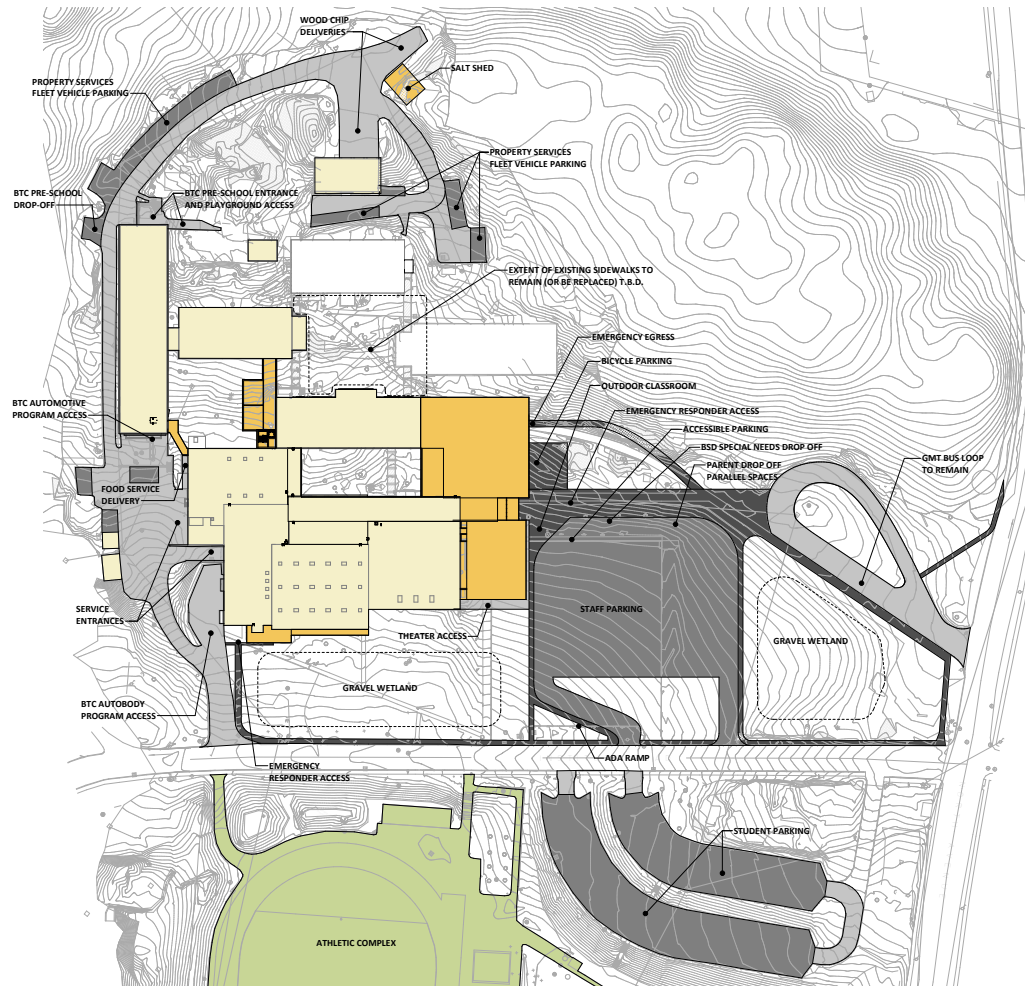 WOOD CHIP
DELIVERIES
SALT SHED
PROPERTY SERVICES
FLEET VEHICLE PARKING
PROPERTY SERVICES
FLEET VEHICLE PARKING
BTC PRE-SCHOOL
DROP-OFF
BTC PRE-SCHOOL ENTRANCE
AND PLAYGROUND ACCESS
EXTENT OF EXISTING SIDEWALKS TO
REMAIN (OR BE REPLACED) T.B.D.
EMERGENCY EGRESS
BICYCLE PARKING
OUTDOOR CLASSROOM
BTC AUTOMOTIVE
PROGRAM ACCESS
EMERGENCY RESPONDER ACCESS
ACCESSIBLE PARKING
BSD SPECIAL NEEDS DROP OFF
PARENT DROP OFF
PARALLEL SPACES
GMT BUS LOOP
TO REMAIN
FOOD SERVICE
DELIVERY
SERVICE
ENTRANCES
STAFF PARKING
THEATER ACCESS
GRAVEL WETLAND
GRAVEL WETLAND
BTC AUTOBODY
PROGRAM ACCESS
ADA RAMP
EMERGENCY
RESPONDER ACCESS
STUDENT PARKING
ATHLETIC COMPLEX